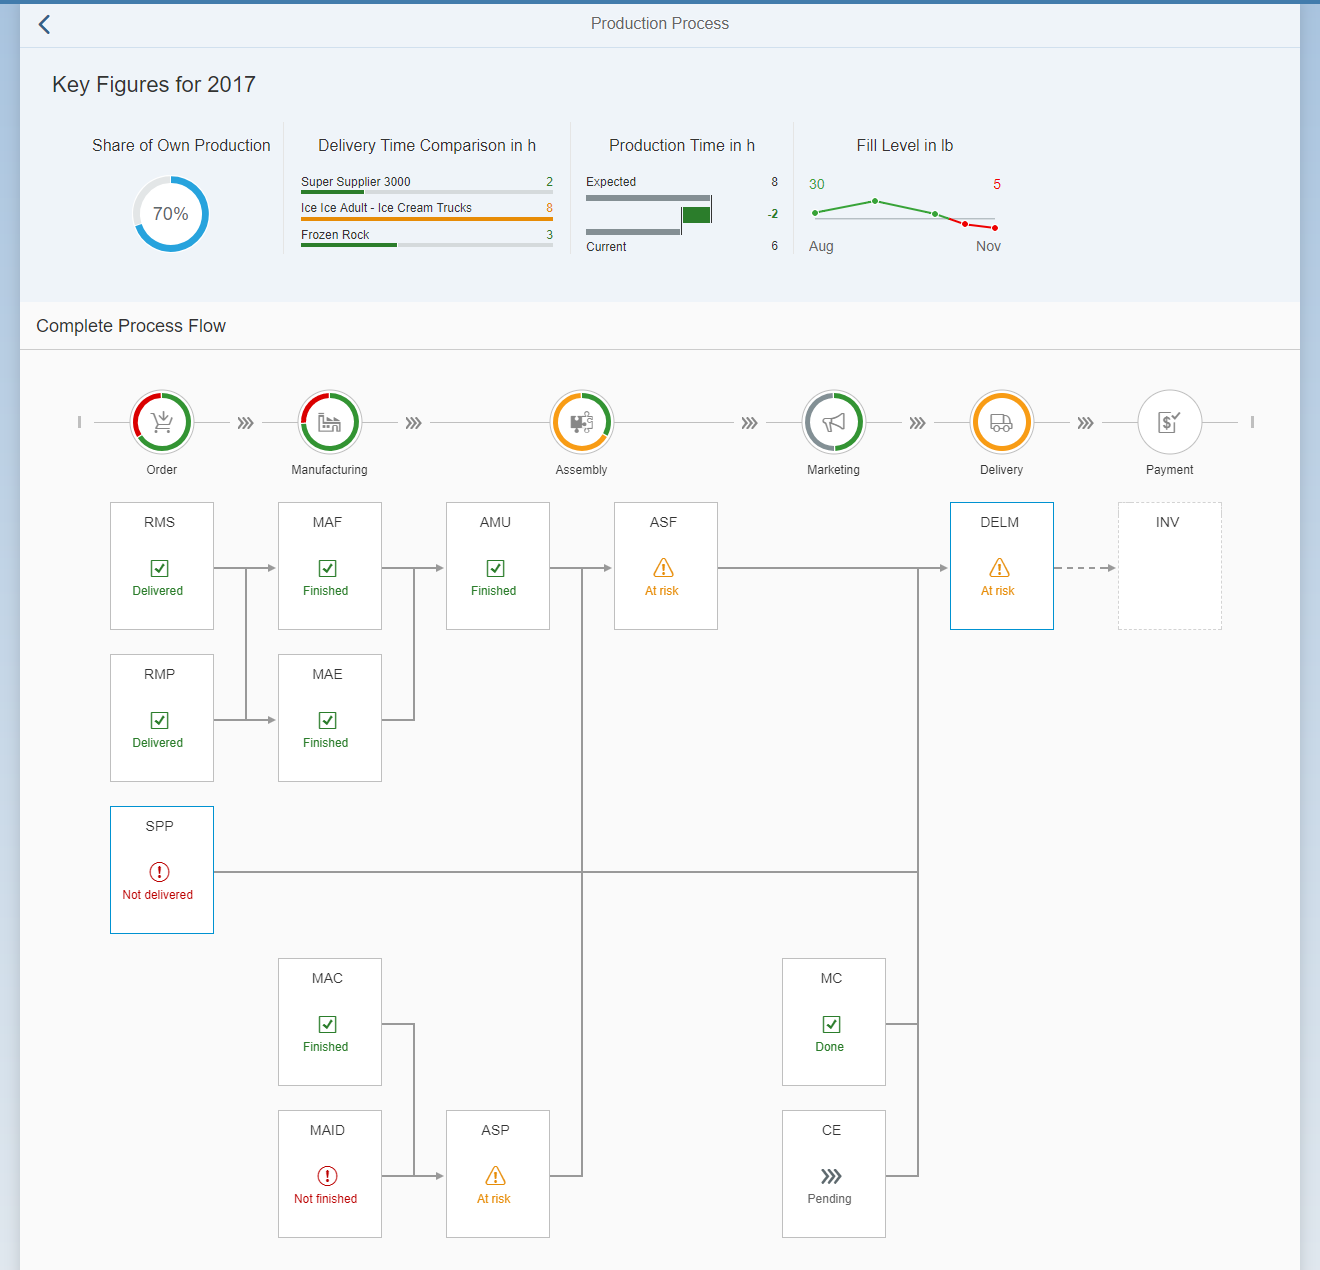 Production Process
Key Figures for 2017
Share of Own Production
70%
Delivery Time Comparison in h
Super Supplier 3000 2
Ice Ice Adult - Ice Cream Trucks 8
Frozen Rock 3
Production Time in h
Expected 8
-2
Current 6
Fill Level in lb
30 5
Aug Nov
Complete Process Flow
Order Manufacturing Assembly Marketing Delivery Payment
RMS MAF AMU ASF DELM INV
Delivered Finished Finished At risk At risk
RMP MAE
Delivered Finished
SPP
Not delivered
MAC MC
Finished Done
MAID ASP CE
Not finished At risk Pending